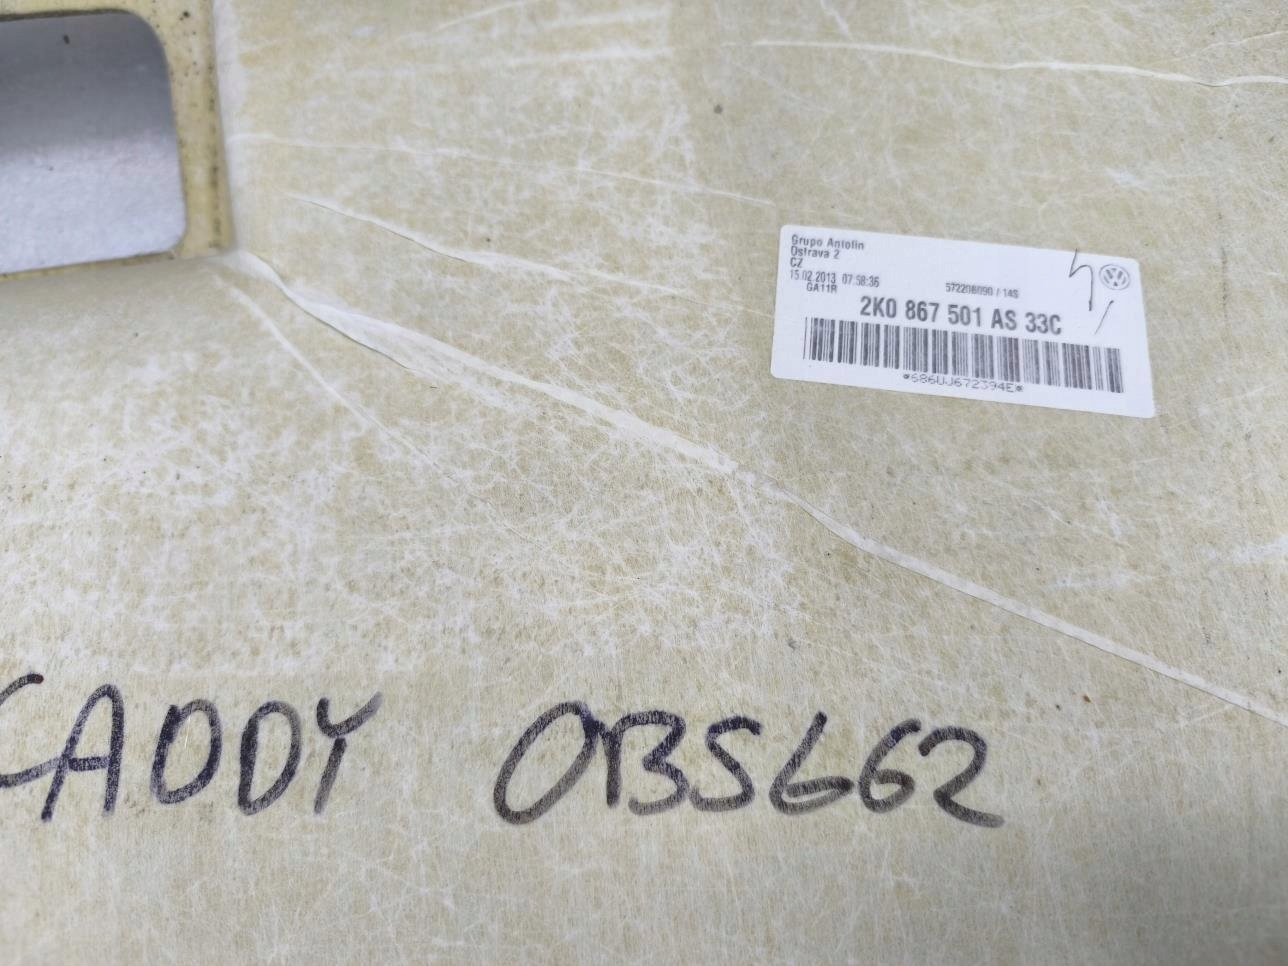 Grupo Antolin
Ostrava 2
CZ
15.02.2013 07:58:36
GA11R
572208090 / 14S
2K0 867 501 AS 33C
*686UJ672394E*
CADDY OBS662